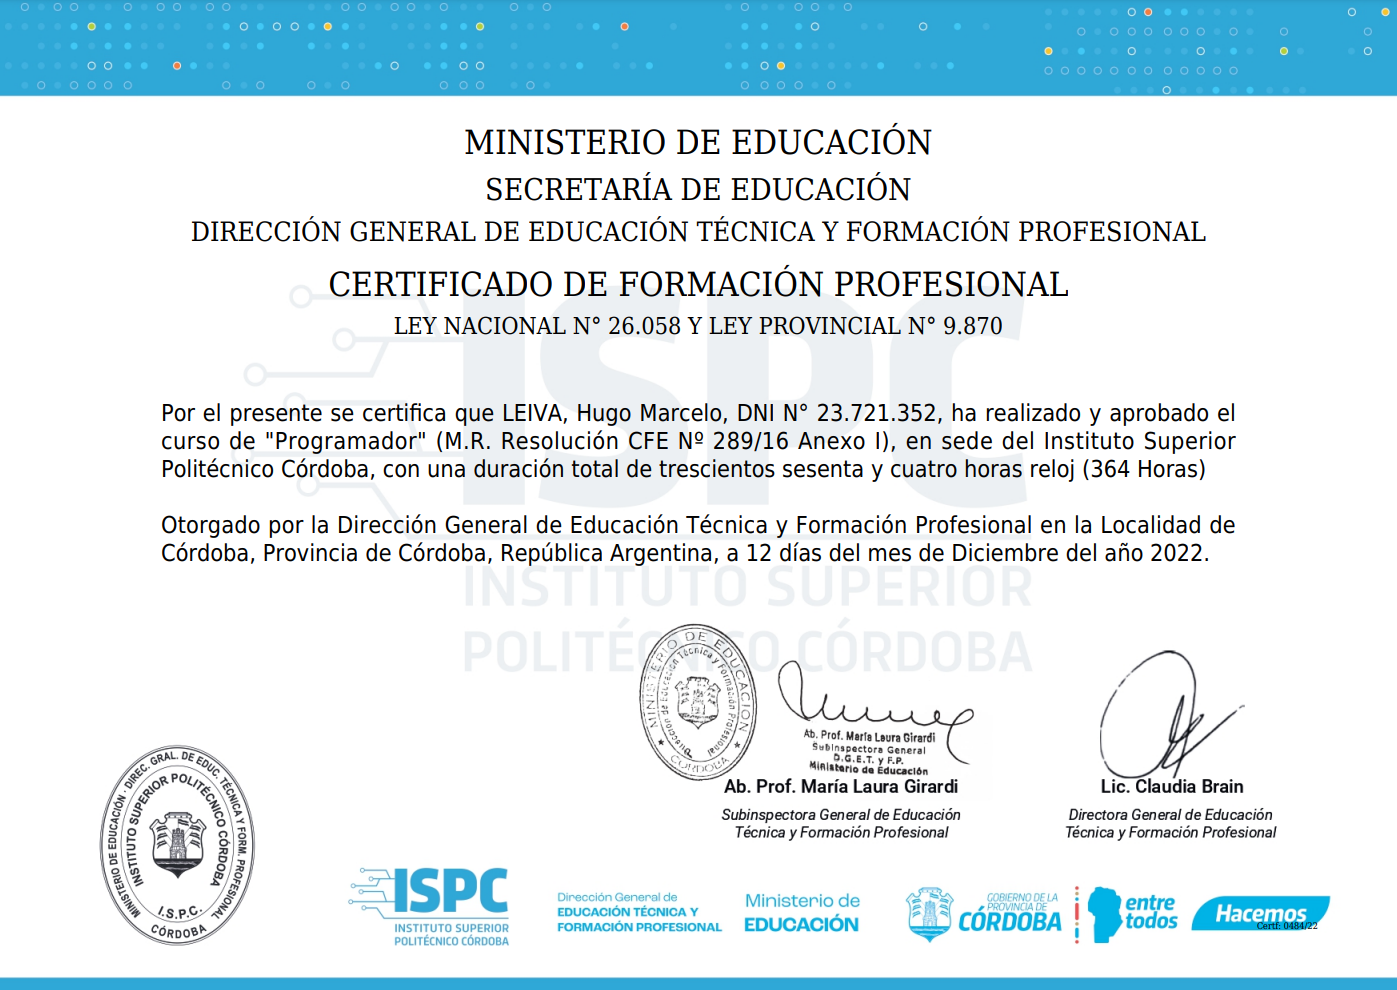 MINISTERIO DE EDUCACIÓN
SECRETARÍA DE EDUCACIÓN
DIRECCIÓN GENERAL DE EDUCACIÓN TÉCNICA Y FORMACIÓN PROFESIONAL
CERTIFICADO DE FORMACIÓN PROFESIONAL
LEY NACIONAL N° 26.058 Y LEY PROVINCIAL N° 9.870
ISPC
Por el presente se certifica que LEIVA, Hugo Marcelo, DNI N° 23.721.352, ha realizado y aprobado el
curso de "Programador" (M.R. Resolución CFE Nº 289/16 Anexo I), en sede del Instituto Superior
Politécnico Córdoba, con una duración total de trescientos sesenta y cuatro horas reloj (364 Horas)
Otorgado por la Dirección General de Educación Técnica y Formación Profesional en la Localidad de
Córdoba, Provincia de Córdoba, República Argentina, a 12 días del mes de Diciembre del año 2022.
INSTITUTO SUPERIOR
POLITÉCNICO CÓRDOBA
MINISTERIO DE EDUCACION
Dirección de Educación Técnica y Formación Profesional
CORDOBA
Ab. Prof. María Laura Girardi
Subinspectora General
D.G.E.T. y F.P.
Ministerio de Educación
Ab. Prof. María Laura Girardi
Subinspectora General de Educación
Técnica y Formación Profesional
Lic. Claudia Brain
Directora General de Educación
Técnica y Formación Profesional
MINISTERIO DE EDUCACIÓN - DIREC. GRAL. DE EDUC. TÉCNICA Y FORM. PROFESIONAL
INSTITUTO SUPERIOR POLITÉCNICO CÓRDOBA
I.S.P.C.
CÓRDOBA
ISPC
INSTITUTO SUPERIOR
POLITÉCNICO CÓRDOBA
Dirección General de
EDUCACIÓN TÉCNICA Y
FORMACIÓN PROFESIONAL
Ministerio de
EDUCACIÓN
GOBIERNO DE LA
PROVINCIA DE
CÓRDOBA
entre
todos
Hacemos
Certf: 0484/22